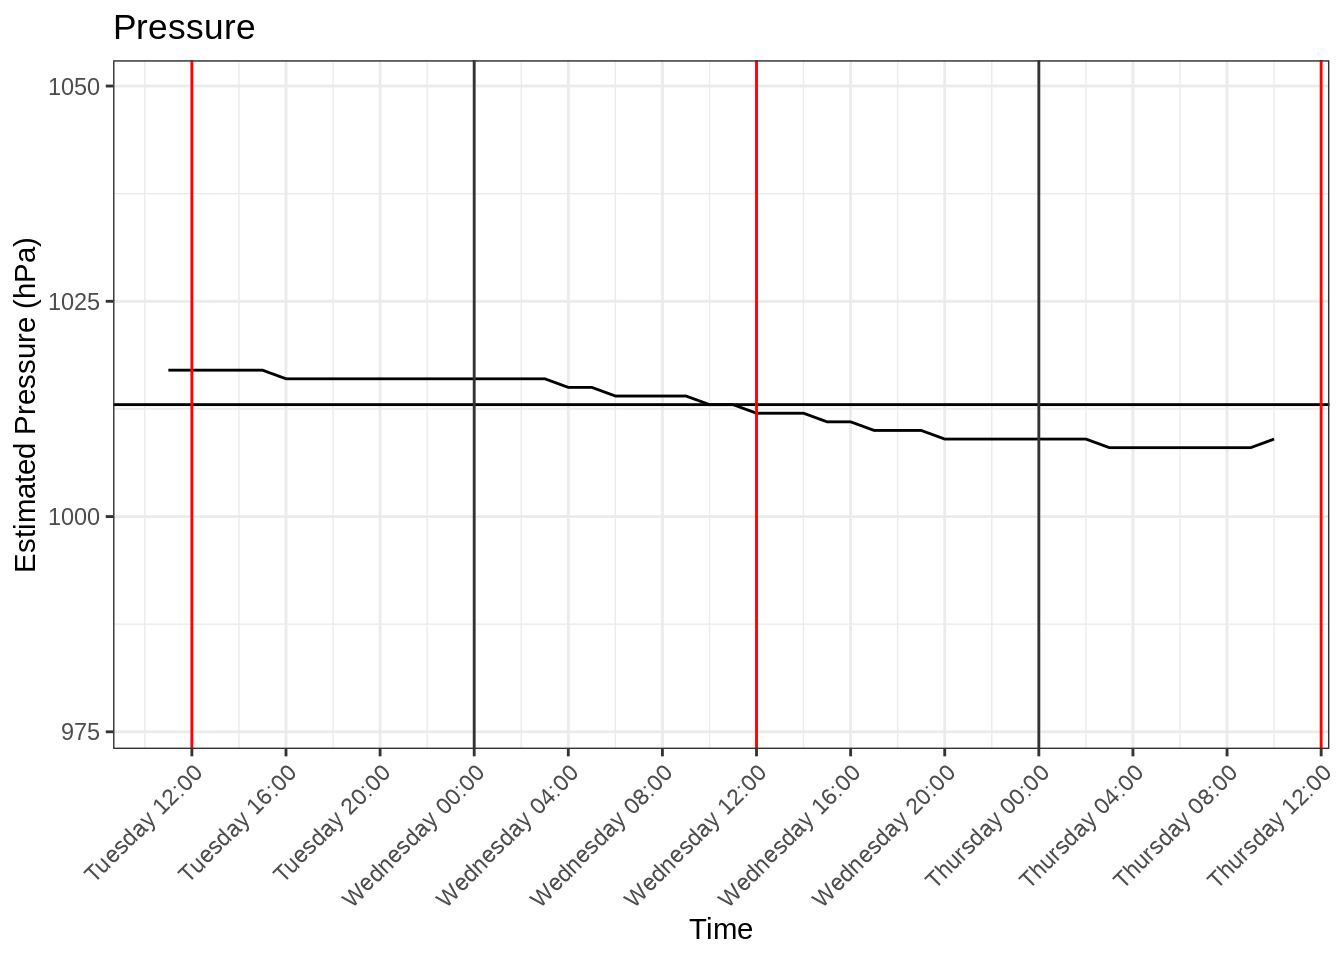 Pressure
Estimated Pressure (hPa)
1050
1025
1000
975
Tuesday 12:00
Tuesday 16:00
Tuesday 20:00
Wednesday 00:00
Wednesday 04:00
Wednesday 08:00
Wednesday 12:00
Wednesday 16:00
Wednesday 20:00
Thursday 00:00
Thursday 04:00
Thursday 08:00
Thursday 12:00
Time